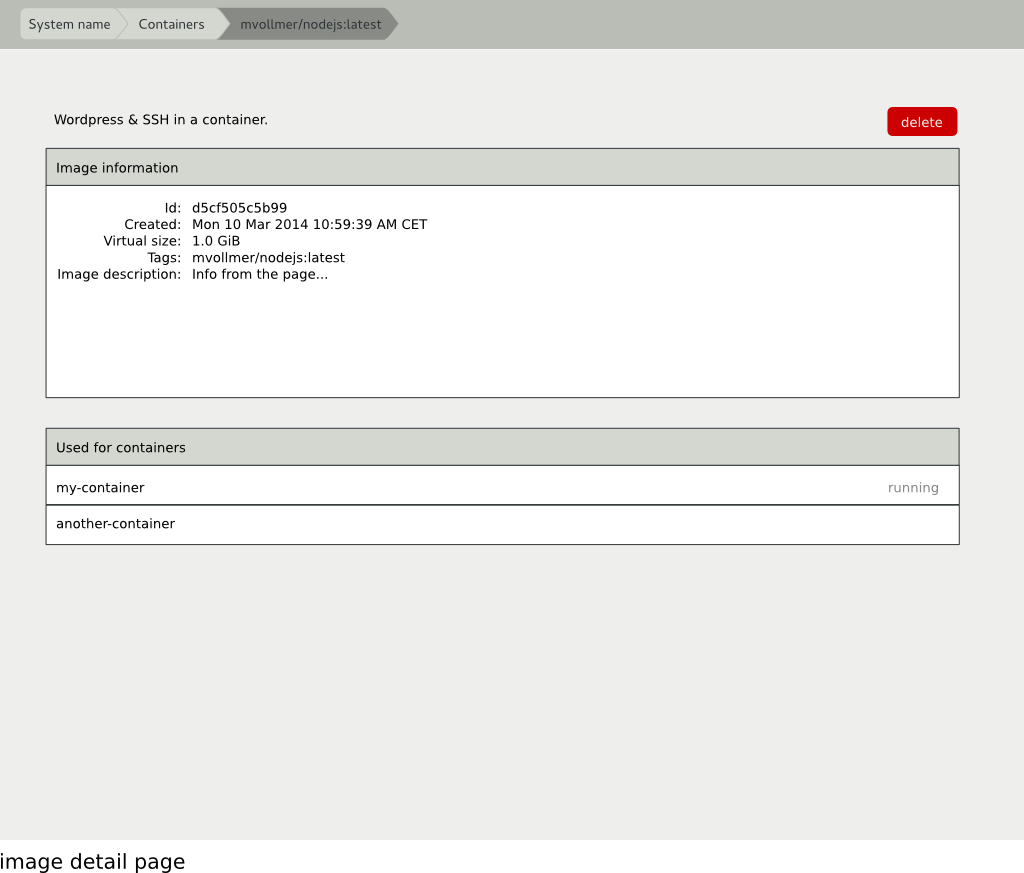 System name Containers mvollmer/nodejs:latest
Wordpress & SSH in a container. delete
Image information
Id: d5cf505c5b99
Created: Mon 10 Mar 2014 10:59:39 AM CET
Virtual size: 1.0 GiB
Tags: mvollmer/nodejs:latest
Image description: Info from the page...
Used for containers
my-container running
another-container
image detail page